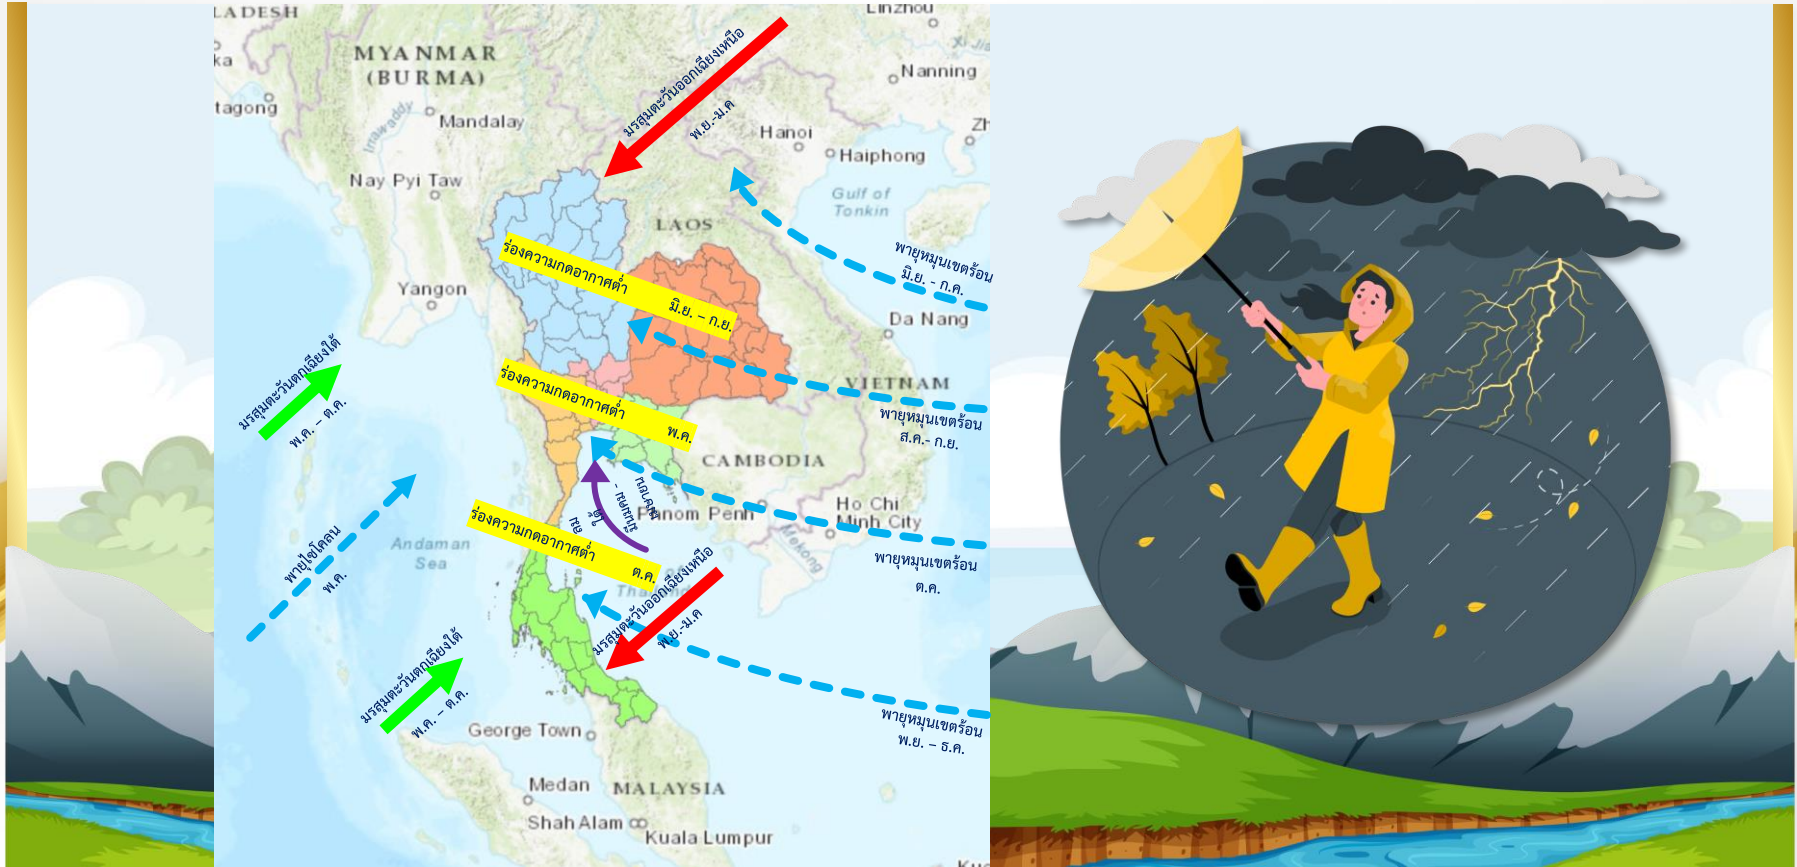 LADESH
ka
tagong
MYANMAR
(BURMA)
Irrawaddy
Mandalay
Nay Pyi Taw
Yangon
Linzhou
Nanning
Hanoi
Haiphong
Gulf of
Tonkin
LAOS
Da Nang
VIETNAM
CAMBODIA
Phnom Penh
Ho Chi
Minh City
Mekong
Andaman
Sea
George Town
Medan
MALAYSIA
Shah Alam
Kuala Lumpur
มรสุมตะวันออกเฉียงเหนือ
พ.ย.-ม.ค
พายุหมุนเขตร้อน
มิ.ย. - ก.ค.
ร่องความกดอากาศต่ำ
มิ.ย. – ก.ย.
มรสุมตะวันตกเฉียงใต้
พ.ค. – ต.ค.
ร่องความกดอากาศต่ำ
พ.ค.
พายุหมุนเขตร้อน
ส.ค.- ก.ย.
พายุไซโคลน
พ.ค.
ร่องความกดอากาศต่ำ
ต.ค.
พายุหมุนเขตร้อน
ต.ค.
มรสุมตะวันออกเฉียงเหนือ
พ.ย.-ม.ค
มรสุมตะวันตกเฉียงใต้
พ.ค. – ต.ค.
พายุหมุนเขตร้อน
พ.ย. – ธ.ค.